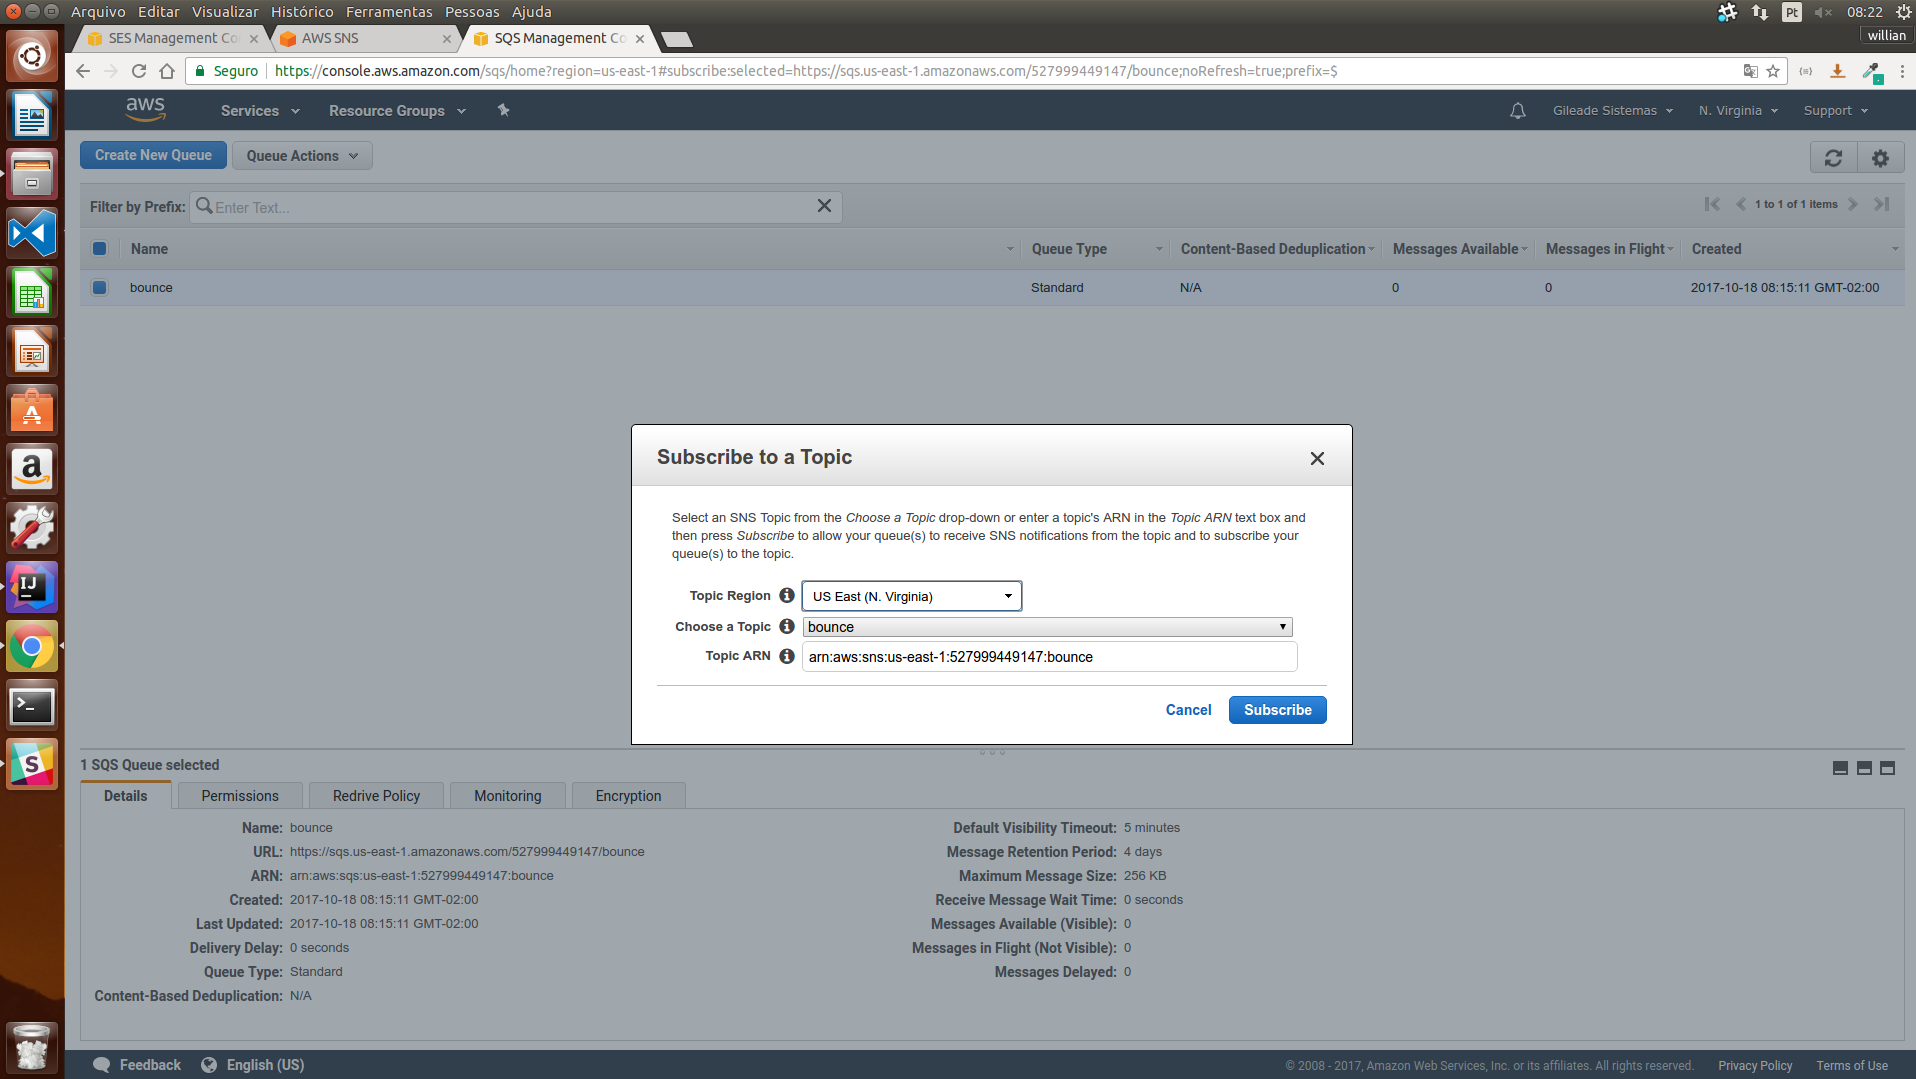 Arquivo Editar Visualizar Histórico Ferramentas Pessoas Ajuda
Pt
08:22
willian
SES Management Co
AWS SNS
SQS Management Co
Seguro
https://console.aws.amazon.com/sqs/home?region=us-east-1#subscribe:selected=https://sqs.us-east-1.amazonaws.com/527999449147/bounce;noRefresh=true;prefix=$
aws
Services
Resource Groups
Gileade Sistemas
N. Virginia
Support
Create New Queue
Queue Actions
Filter by Prefix:
Enter Text...
1 to 1 of 1 items
Name
Queue Type
Content-Based Deduplication
Messages Available
Messages in Flight
Created
bounce
Standard
N/A
0
0
2017-10-18 08:15:11 GMT-02:00
Subscribe to a Topic
Select an SNS Topic from the Choose a Topic drop-down or enter a topic's ARN in the Topic ARN text box and
then press Subscribe to allow your queue(s) to receive SNS notifications from the topic and to subscribe your
queue(s) to the topic.
Topic Region
US East (N. Virginia)
Choose a Topic
bounce
Topic ARN
arn:aws:sns:us-east-1:527999449147:bounce
Cancel
Subscribe
1 SQS Queue selected
Details
Permissions
Redrive Policy
Monitoring
Encryption
Name: bounce
URL: https://sqs.us-east-1.amazonaws.com/527999449147/bounce
ARN: arn:aws:sqs:us-east-1:527999449147:bounce
Created: 2017-10-18 08:15:11 GMT-02:00
Last Updated: 2017-10-18 08:15:11 GMT-02:00
Delivery Delay: 0 seconds
Queue Type: Standard
Content-Based Deduplication: N/A
Default Visibility Timeout: 5 minutes
Message Retention Period: 4 days
Maximum Message Size: 256 KB
Receive Message Wait Time: 0 seconds
Messages Available (Visible): 0
Messages in Flight (Not Visible): 0
Messages Delayed: 0
Feedback
English (US)
© 2008 - 2017, Amazon Web Services, Inc. or its affiliates. All rights reserved.
Privacy Policy
Terms of Use